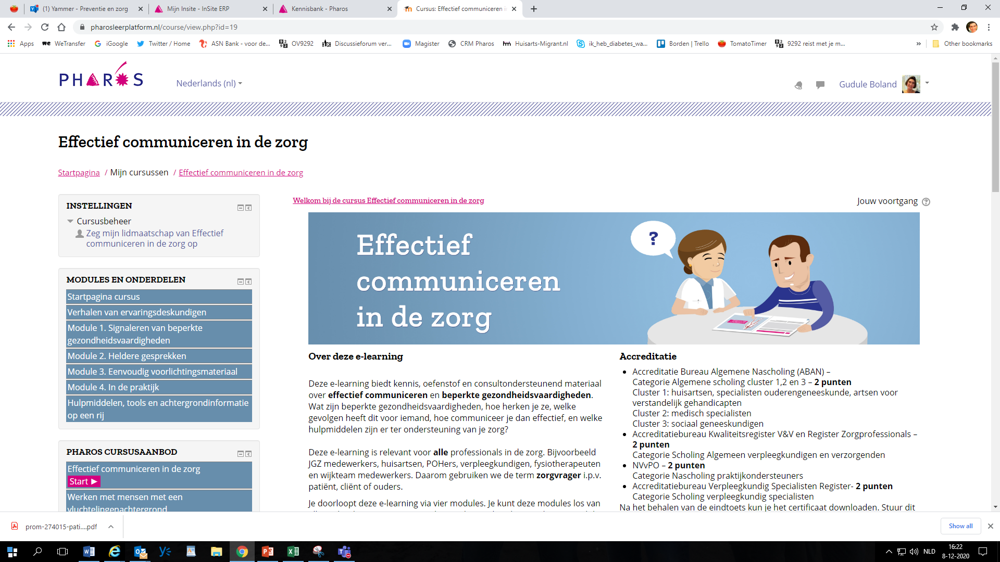 (1) Yammer - Preventie en zorg
Mijn Insite - InSite ERP
Kennisbank - Pharos
Cursus: Effectief communiceren i
pharosleerplatform.nl/course/view.php?id=19
Apps
WeTransfer
iGoogle
Twitter / Home
ASN Bank - voor de...
OV9292
Discussieforum ver...
Magister
CRM Pharos
Huisarts-Migrant.nl
ik_heb_diabetes_wa...
Borden | Trello
TomatoTimer
9292 reist met je m...
»
Other bookmarks
PHAROS
Nederlands (nl)
Gudule Boland
Effectief communiceren in de zorg
Startpagina / Mijn cursussen / Effectief communiceren in de zorg
INSTELLINGEN
Cursusbeheer
Zeg mijn lidmaatschap van Effectief
communiceren in de zorg op
MODULES EN ONDERDELEN
Startpagina cursus
Verhalen van ervaringsdeskundigen
Module 1. Signaleren van beperkte
gezondheidsvaardigheden
Module 2. Heldere gesprekken
Module 3. Eenvoudig voorlichtingsmateriaal
Module 4. In de praktijk
Hulpmiddelen, tools en achtergrondinformatie
op een rij
PHAROS CURSUSAANBOD
Effectief communiceren in de zorg
Start
Werken met mensen met een
vluchtelingenachtergrond
Welkom bij de cursus Effectief communiceren in de zorg
Jouw voortgang ?
Effectief
communiceren
in de zorg
?
Over deze e-learning
Deze e-learning biedt kennis, oefenstof en consultondersteunend materiaal
over effectief communiceren en beperkte gezondheidsvaardigheden.
Wat zijn beperkte gezondheidsvaardigheden, hoe herken je ze, welke
gevolgen heeft dit voor iemand, hoe communiceer je dan effectief, en welke
hulpmiddelen zijn er ter ondersteuning van je zorg?
Deze e-learning is relevant voor alle professionals in de zorg. Bijvoorbeeld
JGZ medewerkers, huisartsen, POHers, verpleegkundigen, fysiotherapeuten
en wijkteam medewerkers. Daarom gebruiken we de term zorgvrager i.p.v.
patiënt, cliënt of ouders.
Je doorloopt deze e-learning via vier modules. Je kunt deze modules los van
Accreditatie
• Accreditatie Bureau Algemene Nascholing (ABAN) –
Categorie Algemene scholing cluster 1,2 en 3 – 2 punten
Cluster 1: huisartsen, specialisten ouderengeneeskunde, artsen voor
verstandelijk gehandicapten
Cluster 2: medisch specialisten
Cluster 3: sociaal geneeskundigen
• Accreditatiebureau Kwaliteitsregister V&V en Register Zorgprofessionals –
2 punten
Categorie Scholing Algemeen verpleegkundigen en verzorgenden
• NVvPO – 2 punten
Categorie Nascholing praktijkondersteuners
• Accreditatiebureau Verpleegkundig Specialisten Register- 2 punten
Categorie Scholing verpleegkundig specialisten
Na het behalen van de eindtoets kun je het certificaat downloaden. Stuur dit
prom-274015-pati....pdf
Show all
NLD
16:22
8-12-2020